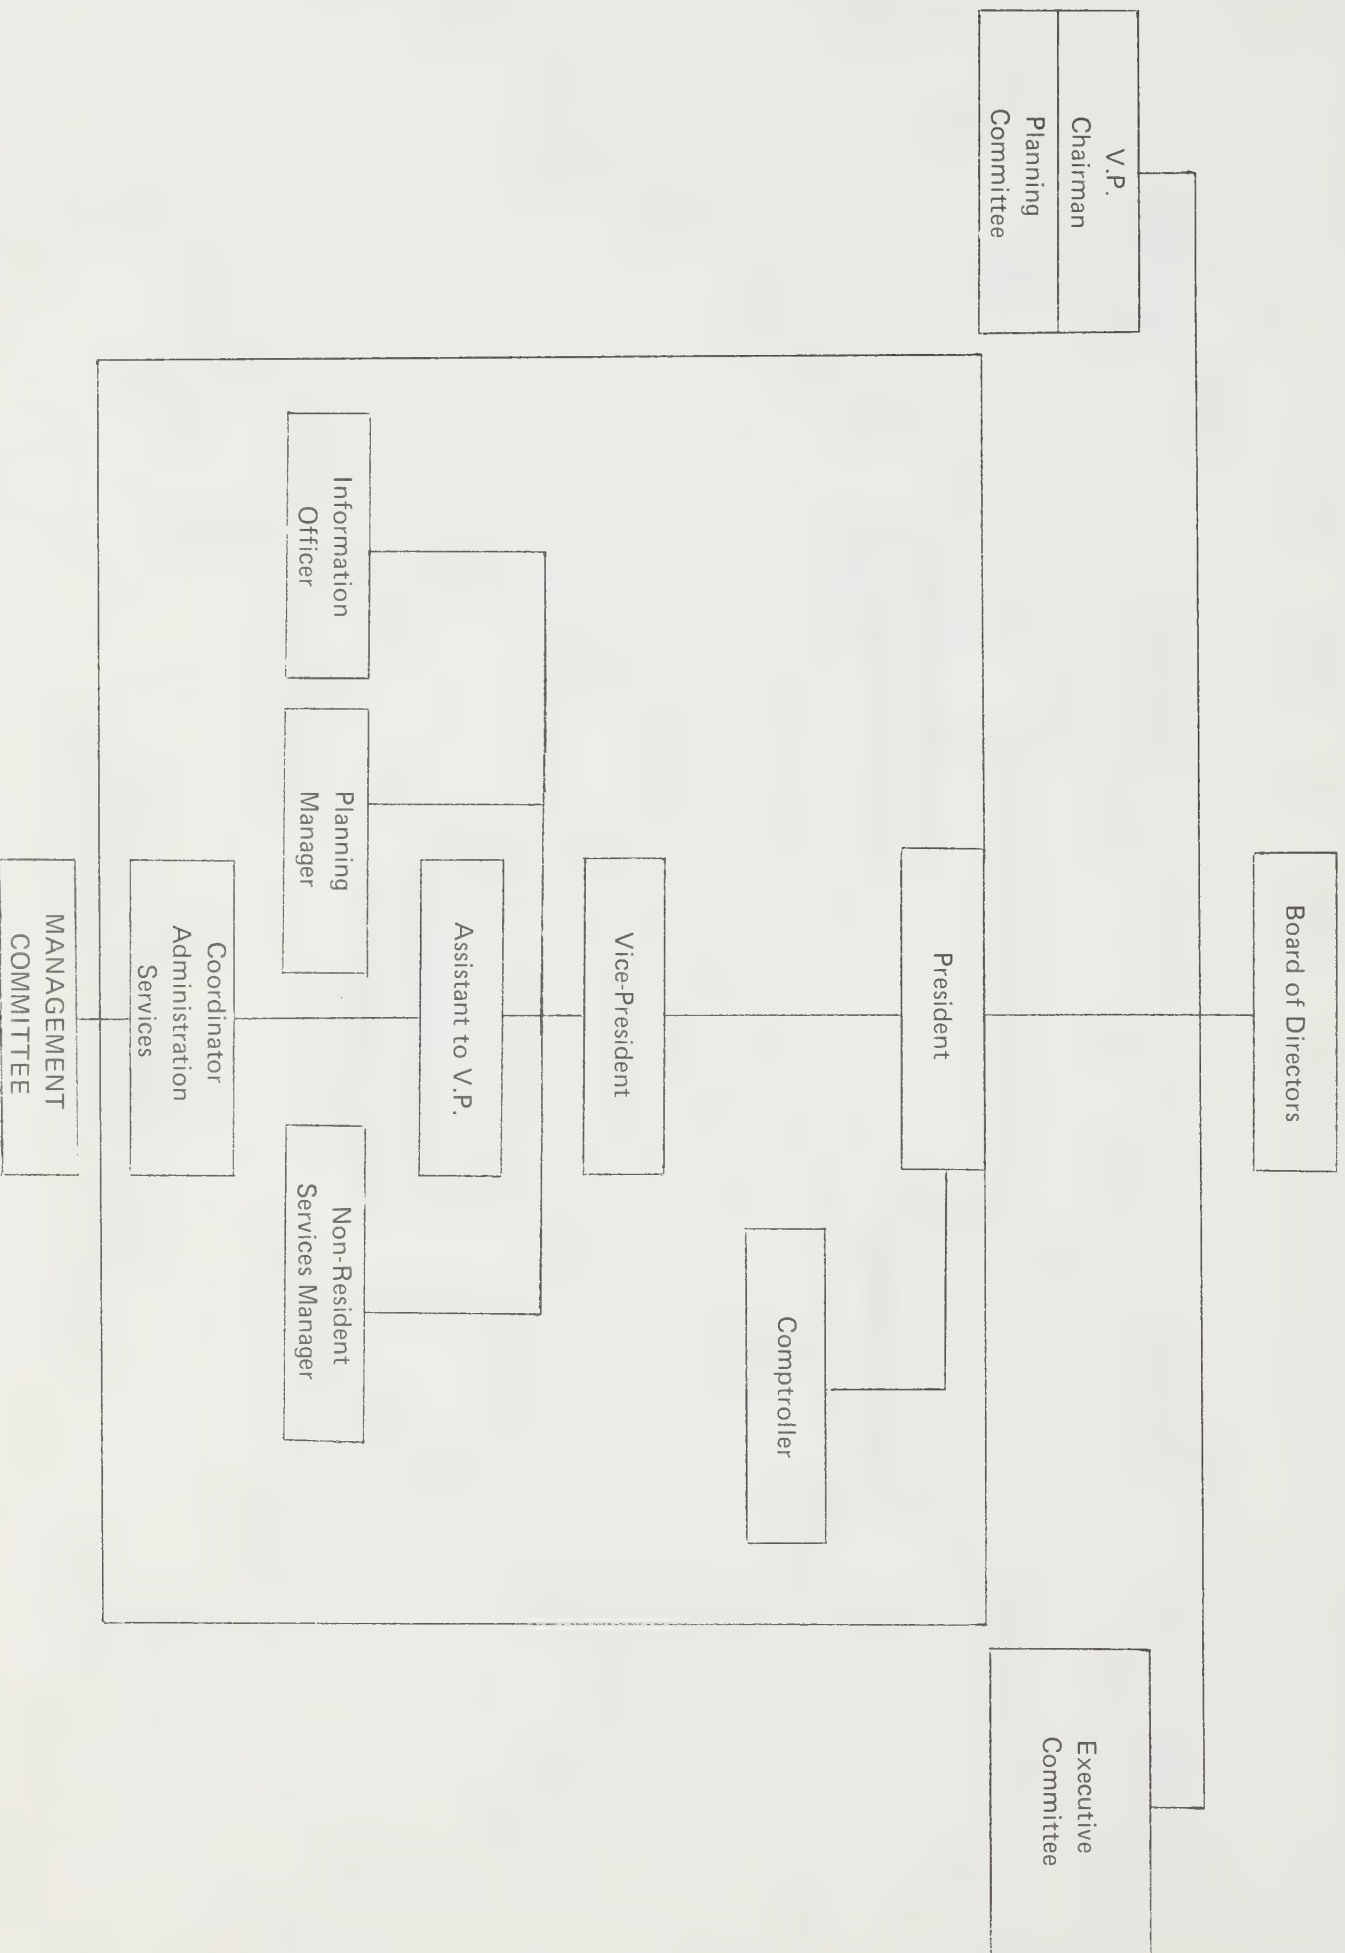 Board of Directors
V.P.
Chairman
Planning
Committee
Executive
Committee
President
Comptroller
Vice-President
Assistant to V.P.
Information
Officer
Planning
Manager
Non-Resident
Services Manager
Coordinator
Administration
Services
MANAGEMENT
COMMITTEE